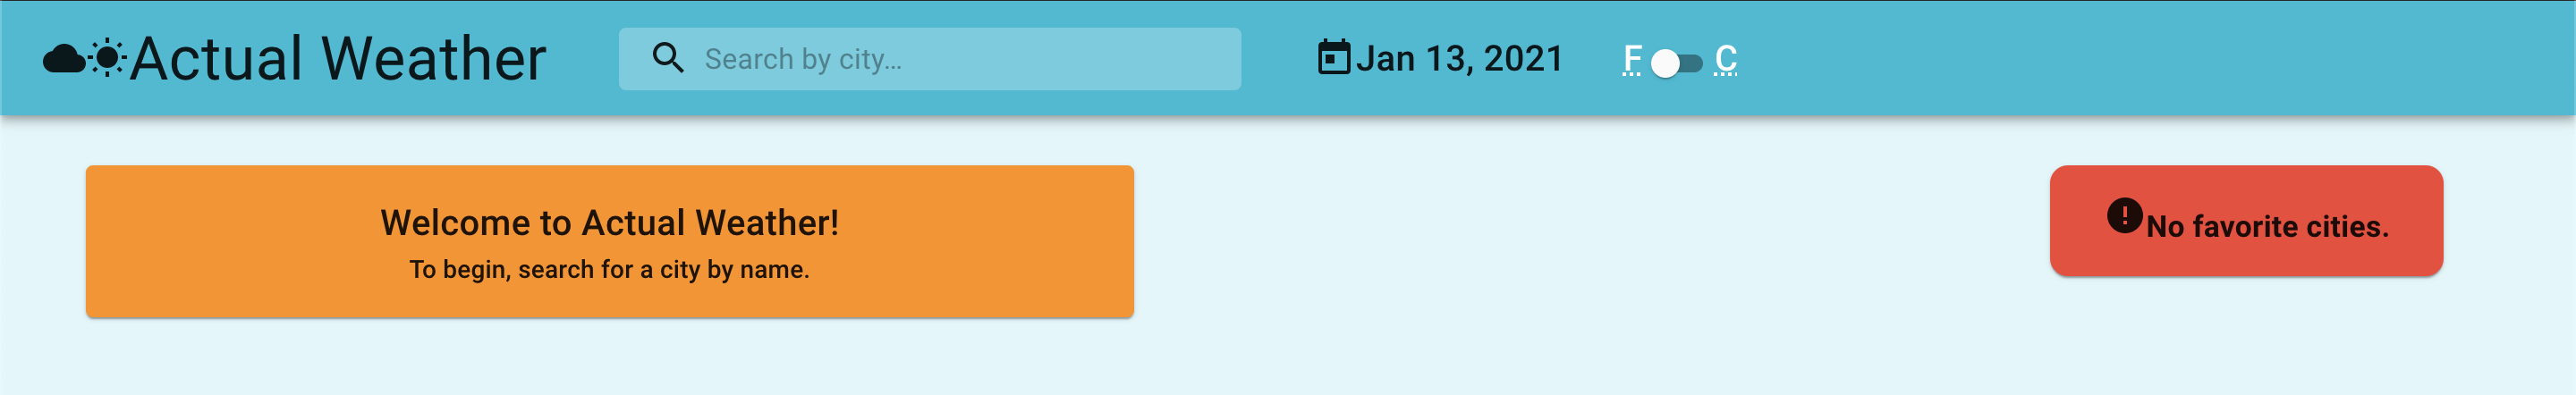 Actual Weather
Search by city...
Jan 13, 2021
F C
Welcome to Actual Weather!
To begin, search for a city by name.
No favorite cities.